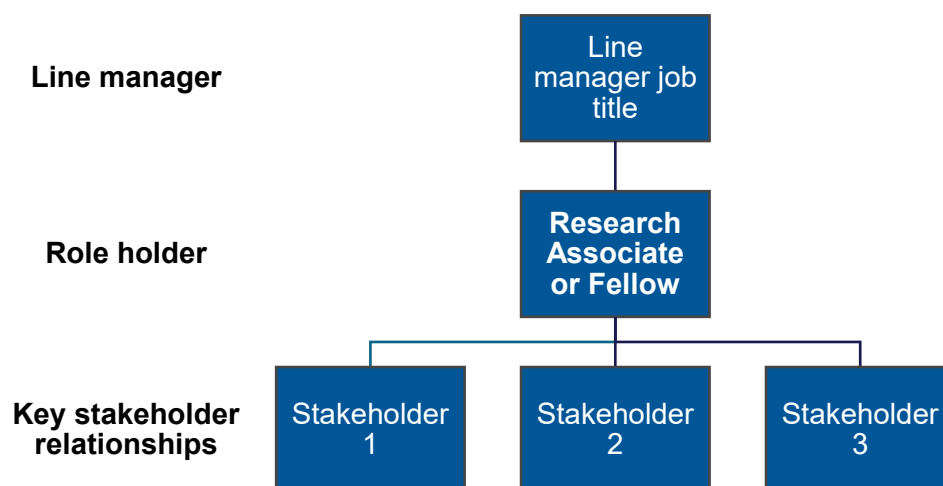 Line manager
Line
manager job
title
Role holder
Research
Associate
or Fellow
Key stakeholder
relationships
Stakeholder
1
Stakeholder
2
Stakeholder
3